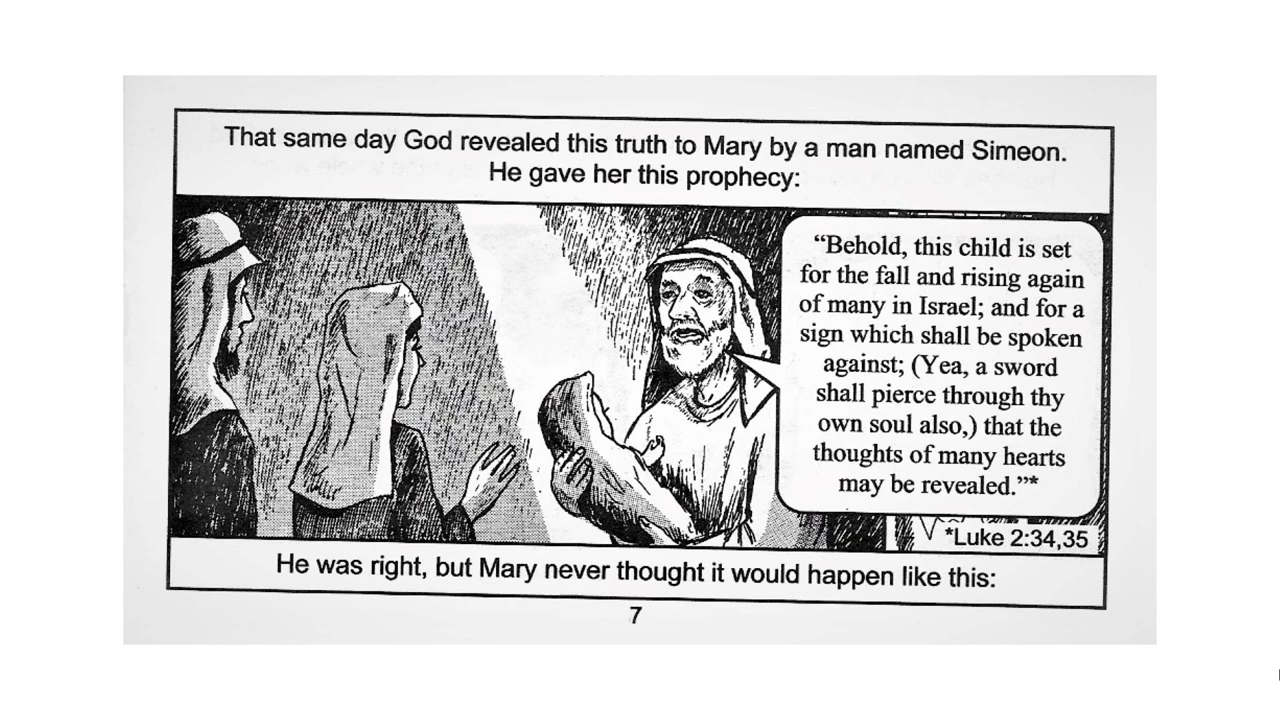 That same day God revealed this truth to Mary by a man named Simeon.
He gave her this prophecy:
“Behold, this child is set
for the fall and rising again
of many in Israel; and for a
sign which shall be spoken
against; (Yea, a sword
shall pierce through thy
own soul also,) that the
thoughts of many hearts
may be revealed.”*
*Luke 2:34,35
He was right, but Mary never thought it would happen like this:
7